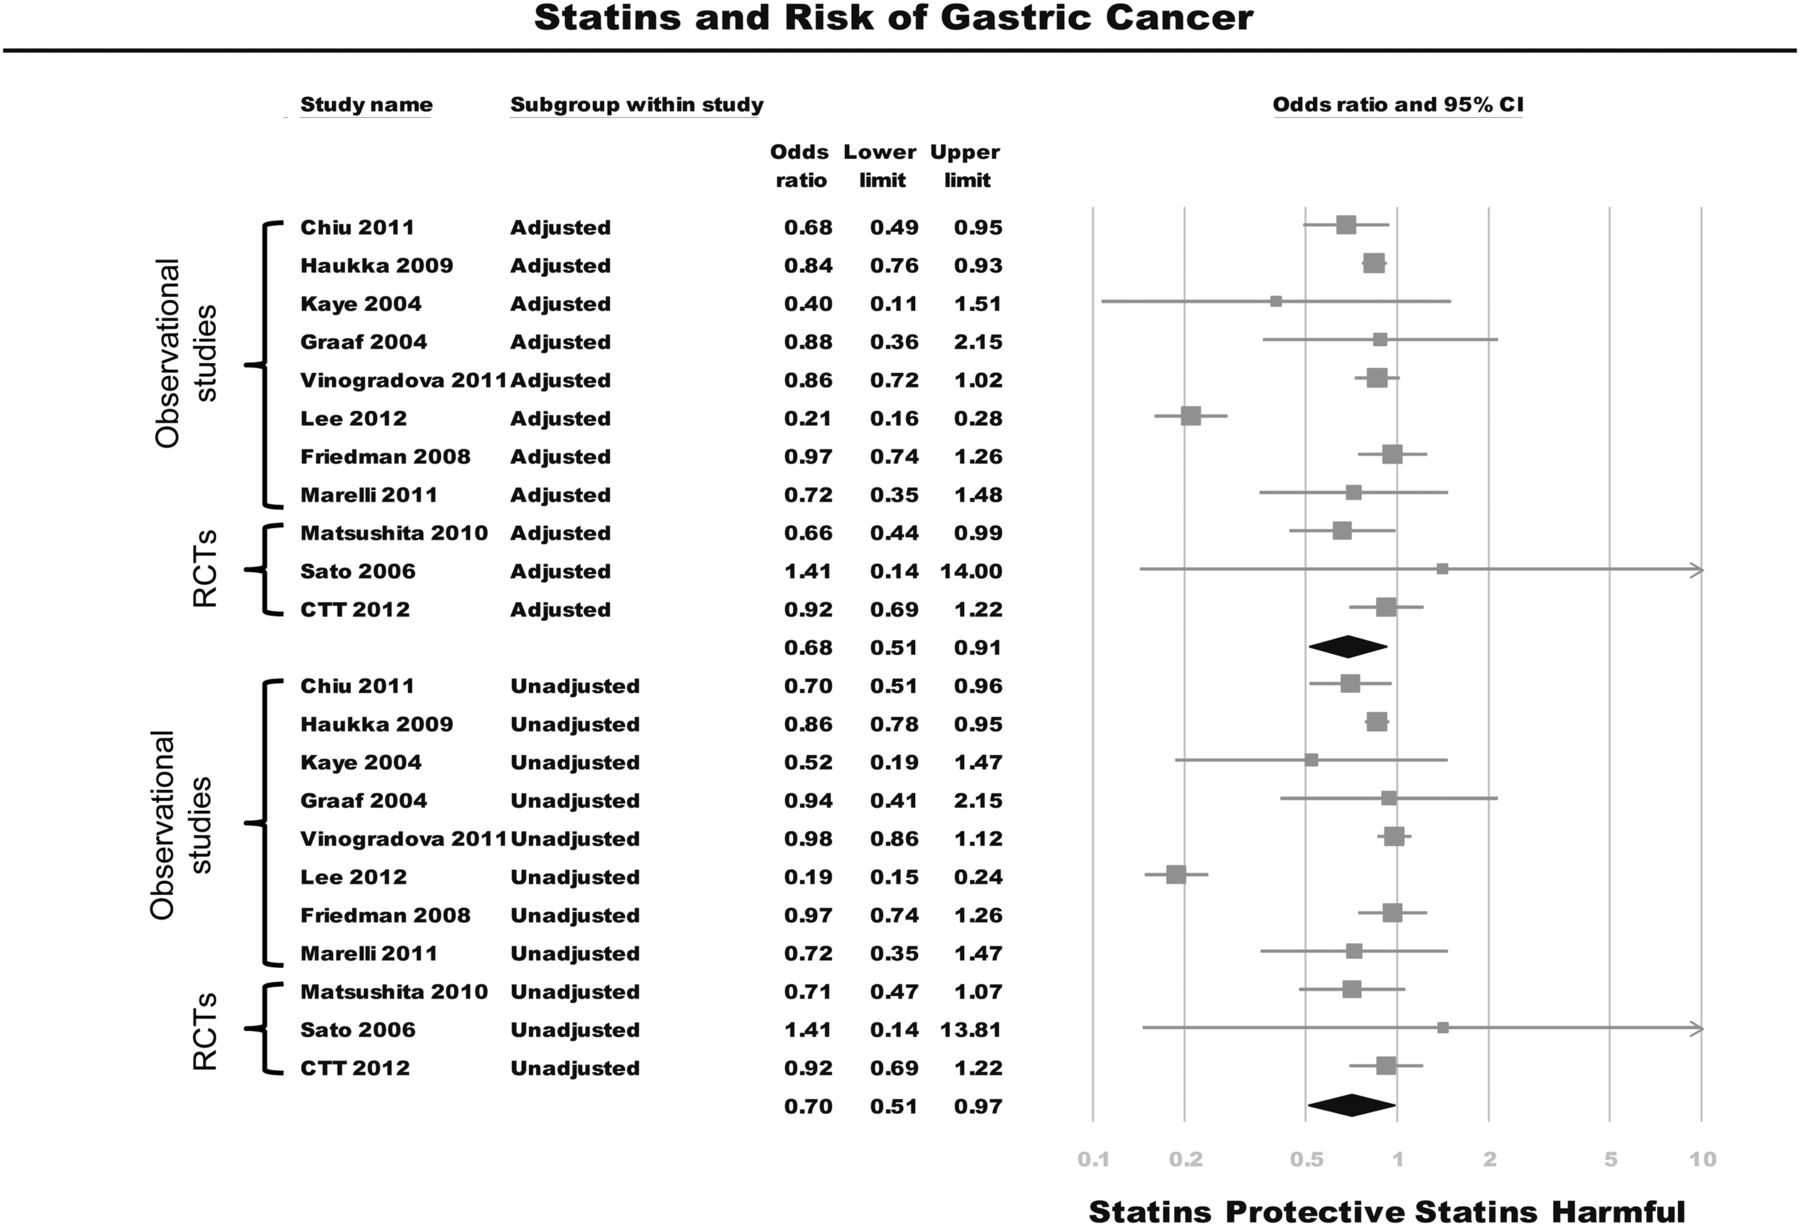 Statins and Risk of Gastric Cancer
Study name Subgroup within study Odds ratio and 95% CI
Odds Lower Upper
ratio limit limit
Observational
studies
Chiu 2011 Adjusted 0.68 0.49 0.95
Haukka 2009 Adjusted 0.84 0.76 0.93
Kaye 2004 Adjusted 0.40 0.11 1.51
Graaf 2004 Adjusted 0.88 0.36 2.15
Vinogradova 2011 Adjusted 0.86 0.72 1.02
Lee 2012 Adjusted 0.21 0.16 0.28
Friedman 2008 Adjusted 0.97 0.74 1.26
Marelli 2011 Adjusted 0.72 0.35 1.48
RCTs
Matsushita 2010 Adjusted 0.66 0.44 0.99
Sato 2006 Adjusted 1.41 0.14 14.00
CTT 2012 Adjusted 0.92 0.69 1.22
0.68 0.51 0.91
Observational
studies
Chiu 2011 Unadjusted 0.70 0.51 0.96
Haukka 2009 Unadjusted 0.86 0.78 0.95
Kaye 2004 Unadjusted 0.52 0.19 1.47
Graaf 2004 Unadjusted 0.94 0.41 2.15
Vinogradova 2011 Unadjusted 0.98 0.86 1.12
Lee 2012 Unadjusted 0.19 0.15 0.24
Friedman 2008 Unadjusted 0.97 0.74 1.26
Marelli 2011 Unadjusted 0.72 0.35 1.47
RCTs
Matsushita 2010 Unadjusted 0.71 0.47 1.07
Sato 2006 Unadjusted 1.41 0.14 13.81
CTT 2012 Unadjusted 0.92 0.69 1.22
0.70 0.51 0.97
0.1 0.2 0.5 1 2 5 10
Statins Protective Statins Harmful